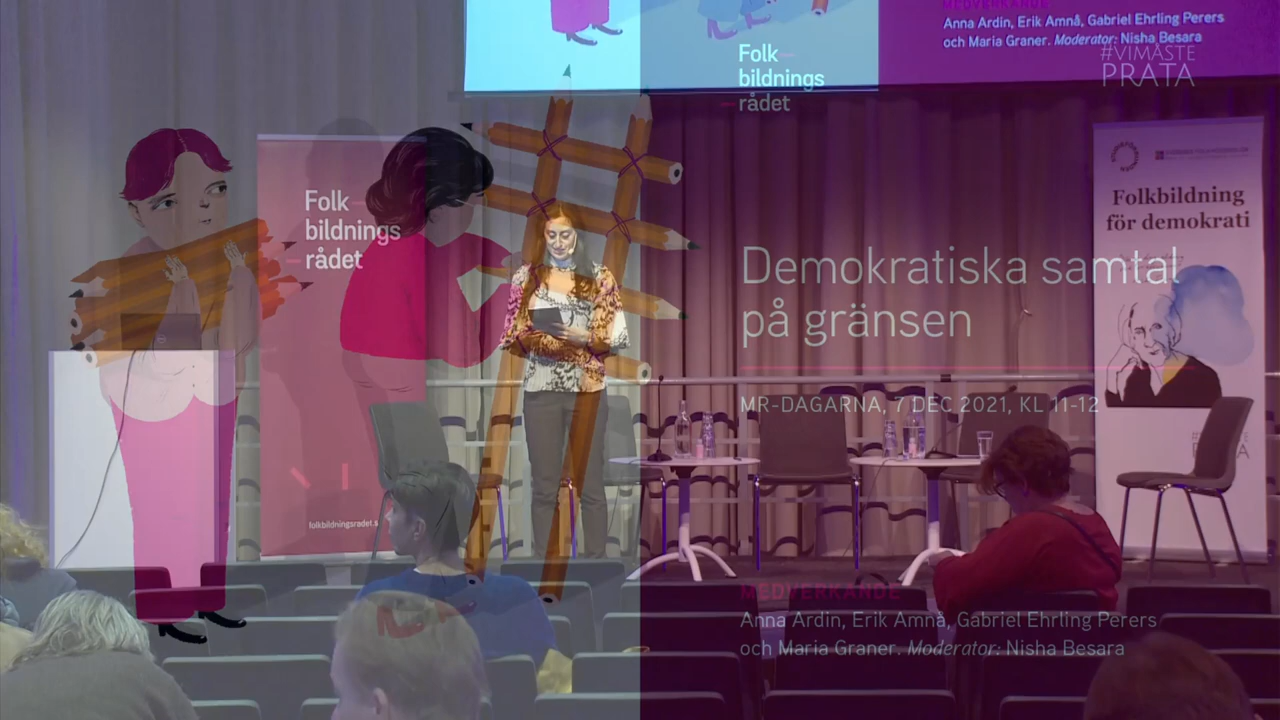 MEDVERKANDE
Anna Ardin, Erik Amnå, Gabriel Ehrling Perers
och Maria Graner. Moderator: Nisha Besara
#VIMÅSTE
PRATA
Folk
bildnings
rådet
Folk
bildnings
rådet
folkbildningsradet.s
Folkbildning
för demokrati
Demokratiska samtal
på gränsen
MR-DAGARNA, 7 DEC 2021, KL 11-12
MEDVERKANDE
Anna Ardin, Erik Amnå, Gabriel Ehrling Perers
och Maria Graner. Moderator: Nisha Besara